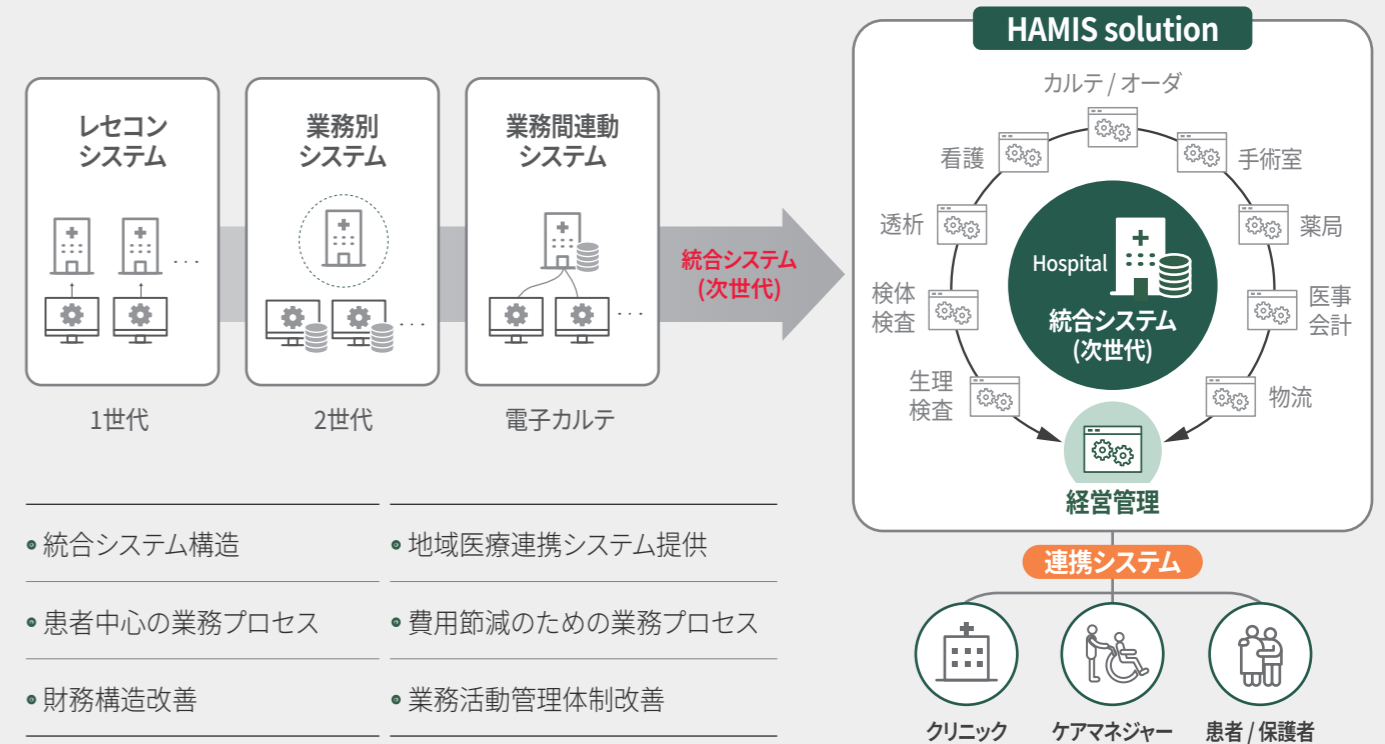 レセコン
システム
1世代
業務別
システム
2世代
業務間連動
システム
電子カルテ
統合システム
(次世代)
HAMIS solution
カルテ / オーダ
看護
手術室
透析
薬局
検体
検査
医事
会計
生理
検査
物流
Hospital
統合システム
(次世代)
経営管理
連携システム
クリニック
ケアマネジャー
患者 / 保護者
• 統合システム構造
• 地域医療連携システム提供
• 患者中心の業務プロセス
• 費用節減のための業務プロセス
• 財務構造改善
• 業務活動管理体制改善